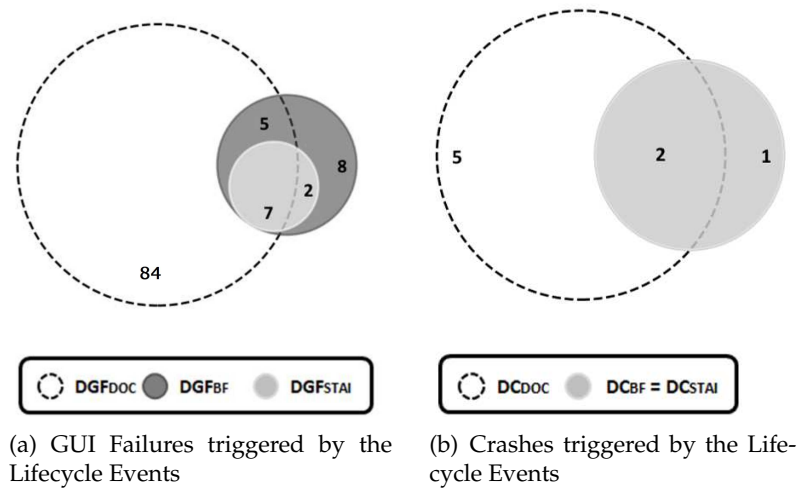 5
8
2
7
84
DGFDOC DGFBF DGFSTAI
(a) GUI Failures triggered by the
Lifecycle Events
5
2
1
DCDOC DCBF = DCSTAI
(b) Crashes triggered by the Life-
cycle Events